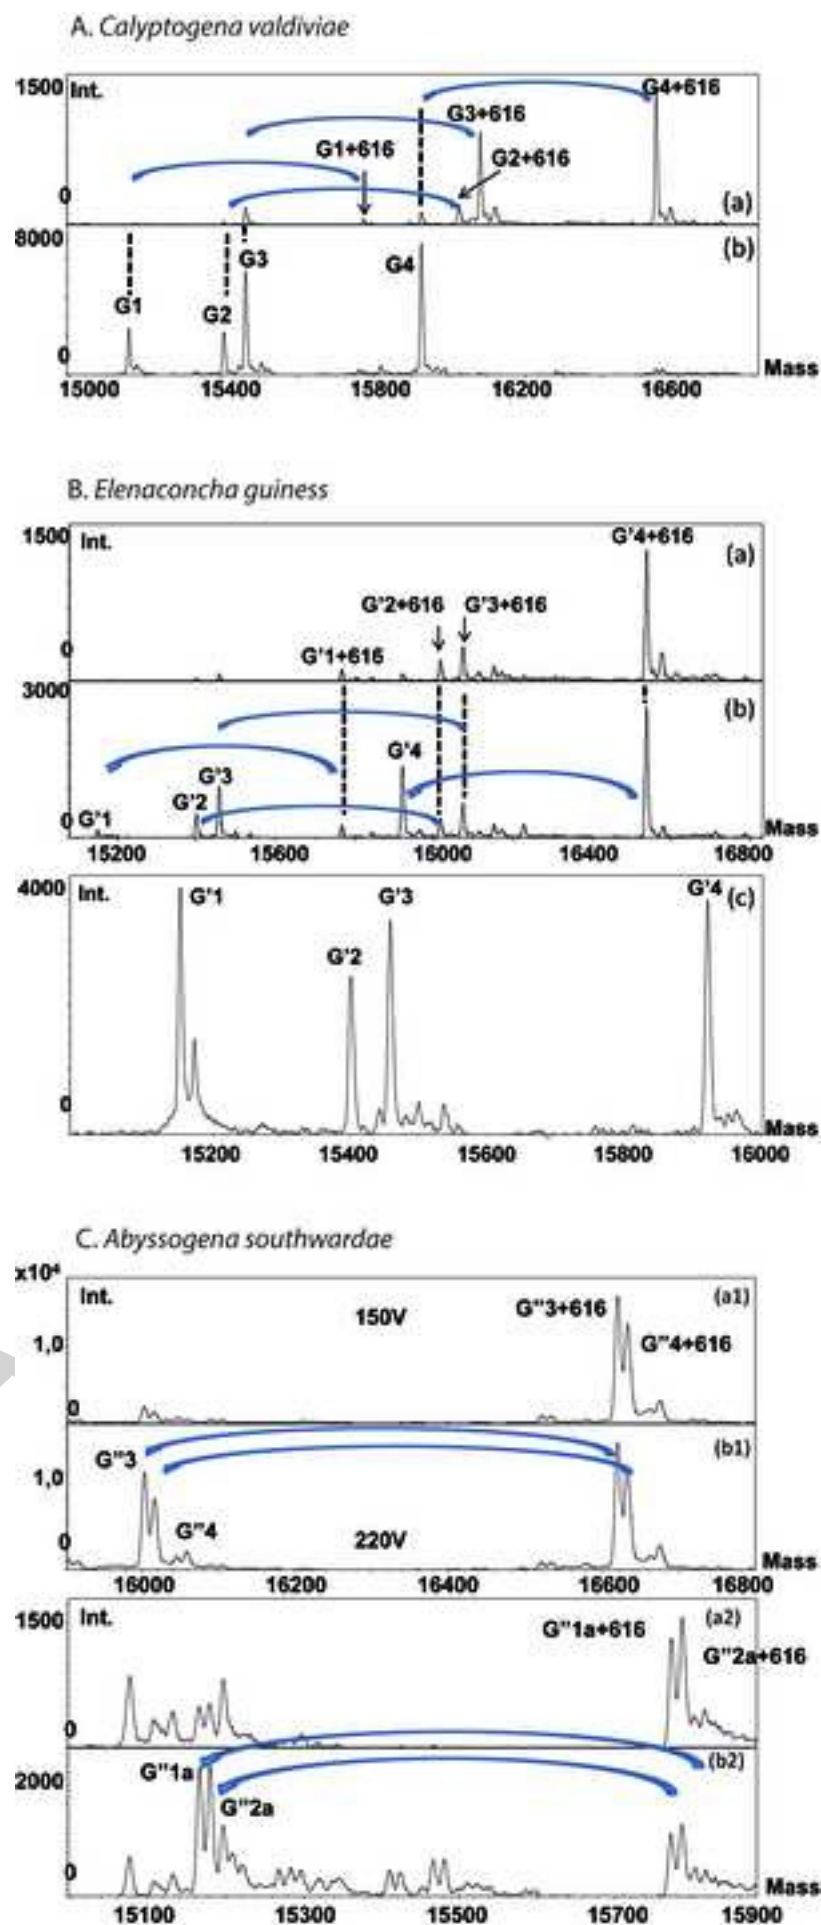 A. Calyptogena valdiviae
1500 Int.
G4+616
G3+616
G1+616
G2+616
0
(a)
8000
(b)
G3
G4
G1
G2
0
Mass
15000 15400 15800 16200 16600
B. Elenaconcha guiness
1500 Int.
G'4+616
(a)
G'2+616 G'3+616
0
G'1+616
3000
(b)
G'4
G'3
G'2
0 G'1
Mass
15200 15600 15000 16400 16800
4000 Int.
G'1
G'3
G'4 (c)
G'2
0
Mass
15200 15400 15600 15800 16000
C. Abyssogena southwardae
x10⁴
Int.
150V
G"3+616
(a1)
1,0
G"4+616
0
G"3
(b1)
1,0
G"4
220V
0
Mass
16000 16200 16400 16600 16800
1500 Int.
G"1a+616
(a2)
G"2a+616
0
G"1a
(b2)
2000
G"2a
0
Mass
15100 15300 15500 15700 15900